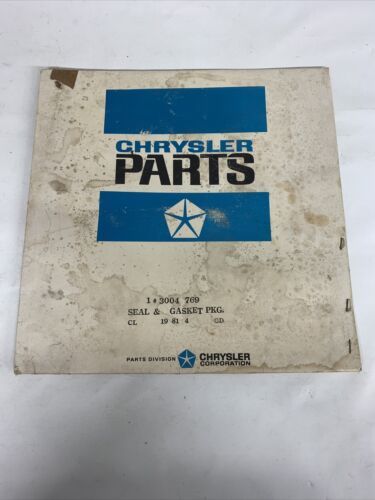 CHRYSLER
PARTS
1 # 3004 769
SEAL & GASKET PKG.
CL 19 81 4 GD
PARTS DIVISION CHRYSLER
CORPORATION